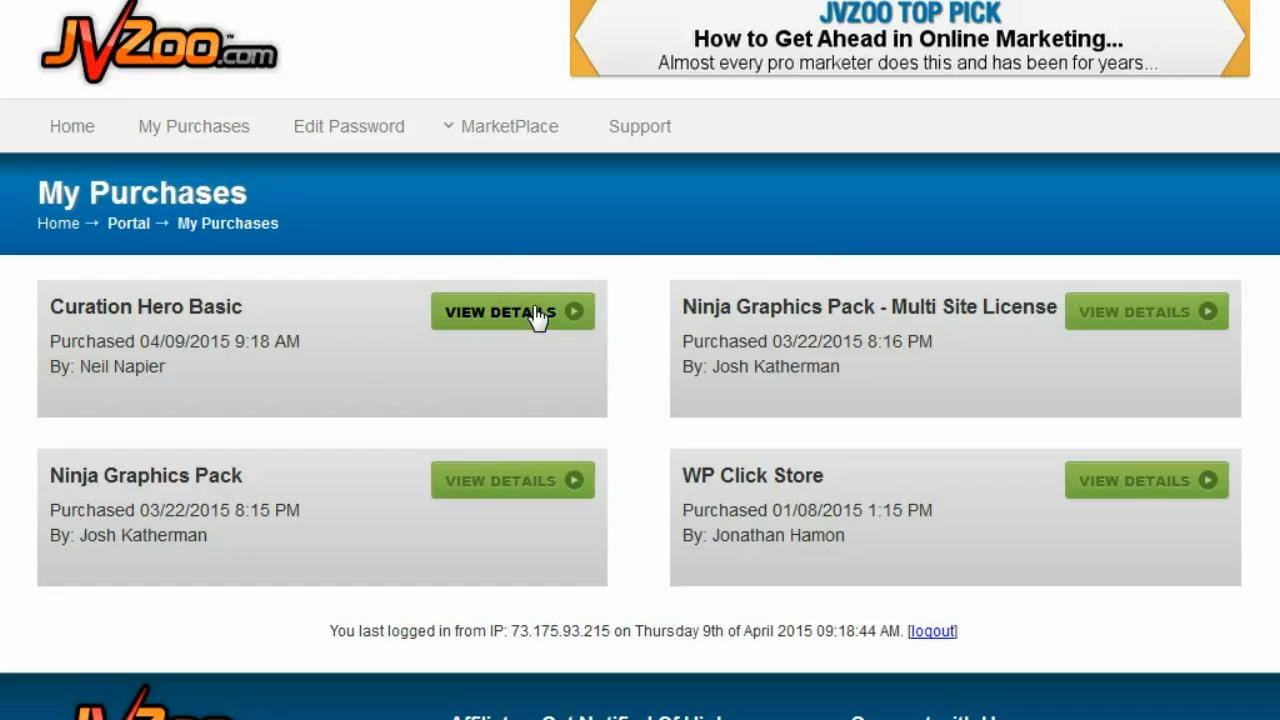 JVZoo.com™
JVZOO TOP PICK
How to Get Ahead in Online Marketing...
Almost every pro marketer does this and has been for years...
Home
My Purchases
Edit Password
MarketPlace
Support
My Purchases
Home → Portal → My Purchases
Curation Hero Basic
VIEW DETAILS
Purchased 04/09/2015 9:18 AM
By: Neil Napier
Ninja Graphics Pack - Multi Site License
VIEW DETAILS
Purchased 03/22/2015 8:16 PM
By: Josh Katherman
Ninja Graphics Pack
VIEW DETAILS
Purchased 03/22/2015 8:15 PM
By: Josh Katherman
WP Click Store
VIEW DETAILS
Purchased 01/08/2015 1:15 PM
By: Jonathan Hamon
You last logged in from IP: 73.175.93.215 on Thursday 9th of April 2015 09:18:44 AM. [logout]